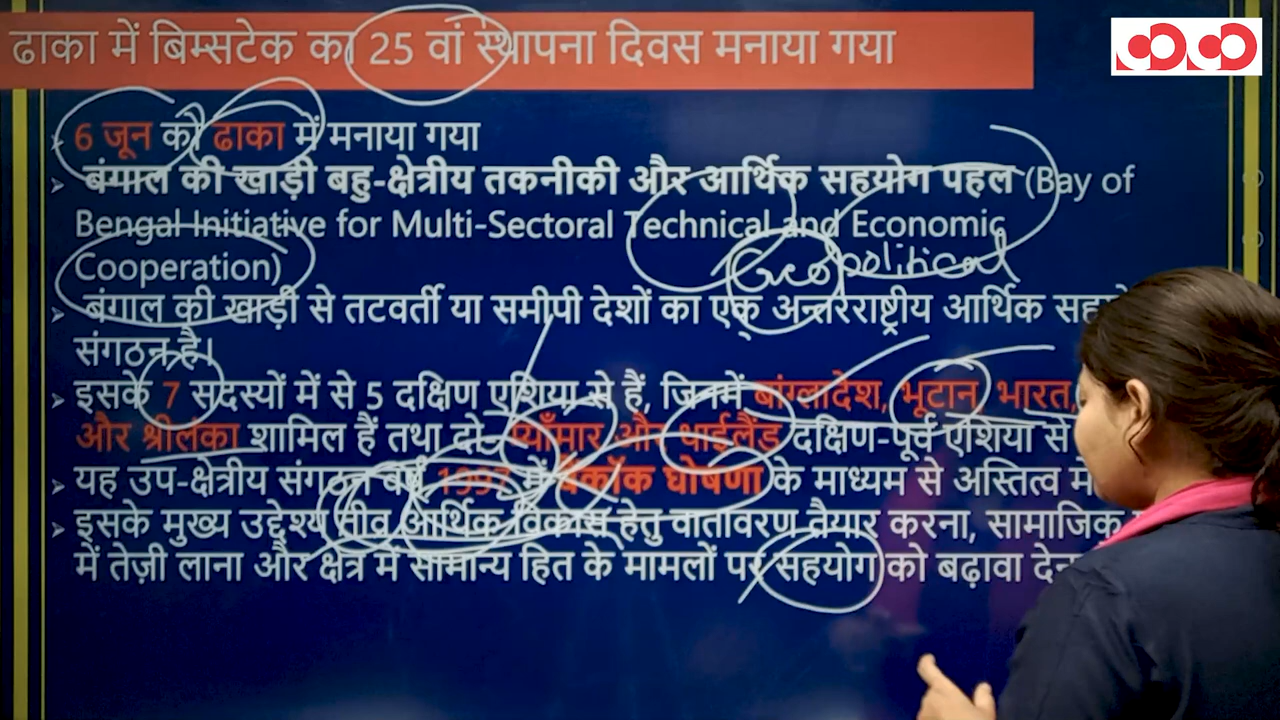 ढाका में बिम्सटेक का 25 वां स्थापना दिवस मनाया गया
6 जून को ढाका में मनाया गया
बंगाल की खाड़ी बहु-क्षेत्रीय तकनीकी और आर्थिक सहयोग पहल (Bay of
Bengal Initiative for Multi-Sectoral Technical and Economic
Geopolitical
Cooperation)
बंगाल की खाड़ी से तटवर्ती या समीपी देशों का एक अन्तरराष्ट्रीय आर्थिक
संगठन है।
इसके 7 सदस्यों में से 5 दक्षिण एशिया से हैं, जिनमें बांग्लादेश, भूटान, भारत,
और श्रीलंका शामिल हैं तथा दो- म्याँमार और थाईलैंड दक्षिण-पूर्व एशिया से
यह उप-क्षेत्रीय संगठन वर्ष 1997 में बैंकॉक घोषणा के माध्यम से अस्तित्व
इसके मुख्य उद्देश्य तीव्र आर्थिक विकास हेतु वातावरण तैयार करना, सामाजिक
में तेज़ी लाना और क्षेत्र में सामान्य हित के मामलों पर सहयोग को बढ़ावा